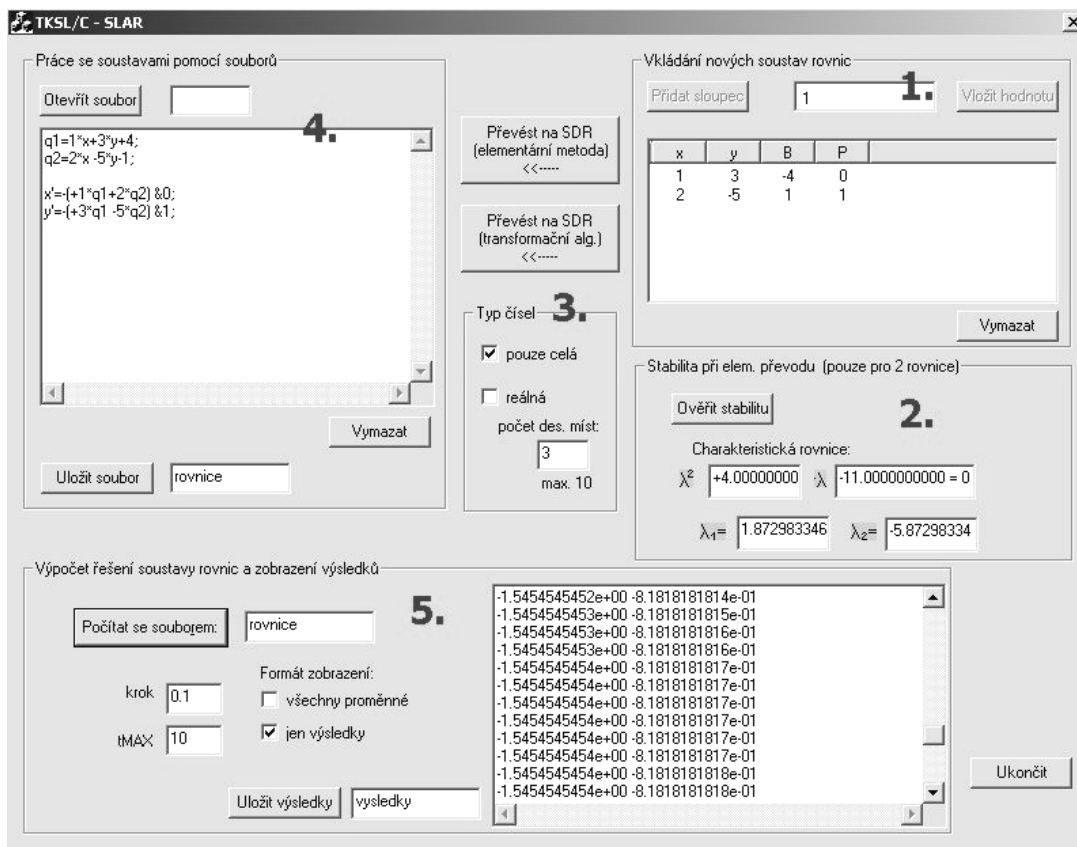 TKSL/C - SLAR
Práce se soustavami pomocí souborů
Otevřít soubor
4.
q1=1*x+3*y+4;
q2=2*x -5*y-1;
x'=-(+1*q1+2*q2) &0;
y'=-(+3*q1 -5*q2) &1;
Vymazat
Uložit soubor
rovnice
Převést na SDR
(elementární metoda)
<<-----
Převést na SDR
(transformační alg.)
<<-----
3.
Typ čísel
pouze celá
reálná
počet des. míst:
3
max. 10
Vkládání nových soustav rovnic
Přidat sloupec
1
1.
Vložit hodnotu
x y B P
1 3 -4 0
2 -5 1 1
Vymazat
Stabilita při elem. převodu (pouze pro 2 rovnice)
Ověřit stabilitu
2.
Charakteristická rovnice:
λ² +4.00000000 ·λ -11.0000000000 = 0
λ₁= 1.872983346 λ₂= -5.87298334
Výpočet řešení soustavy rovnic a zobrazení výsledků
Počítat se souborem:
rovnice
5.
krok 0.1
tMAX 10
Formát zobrazení:
všechny proměnné
jen výsledky
Uložit výsledky
vysledky
-1.5454545452e+00 -8.1818181814e-01
-1.5454545453e+00 -8.1818181815e-01
-1.5454545453e+00 -8.1818181816e-01
-1.5454545453e+00 -8.1818181816e-01
-1.5454545454e+00 -8.1818181817e-01
-1.5454545454e+00 -8.1818181817e-01
-1.5454545454e+00 -8.1818181817e-01
-1.5454545454e+00 -8.1818181817e-01
-1.5454545454e+00 -8.1818181817e-01
-1.5454545454e+00 -8.1818181817e-01
-1.5454545454e+00 -8.1818181818e-01
-1.5454545454e+00 -8.1818181818e-01
Ukončit